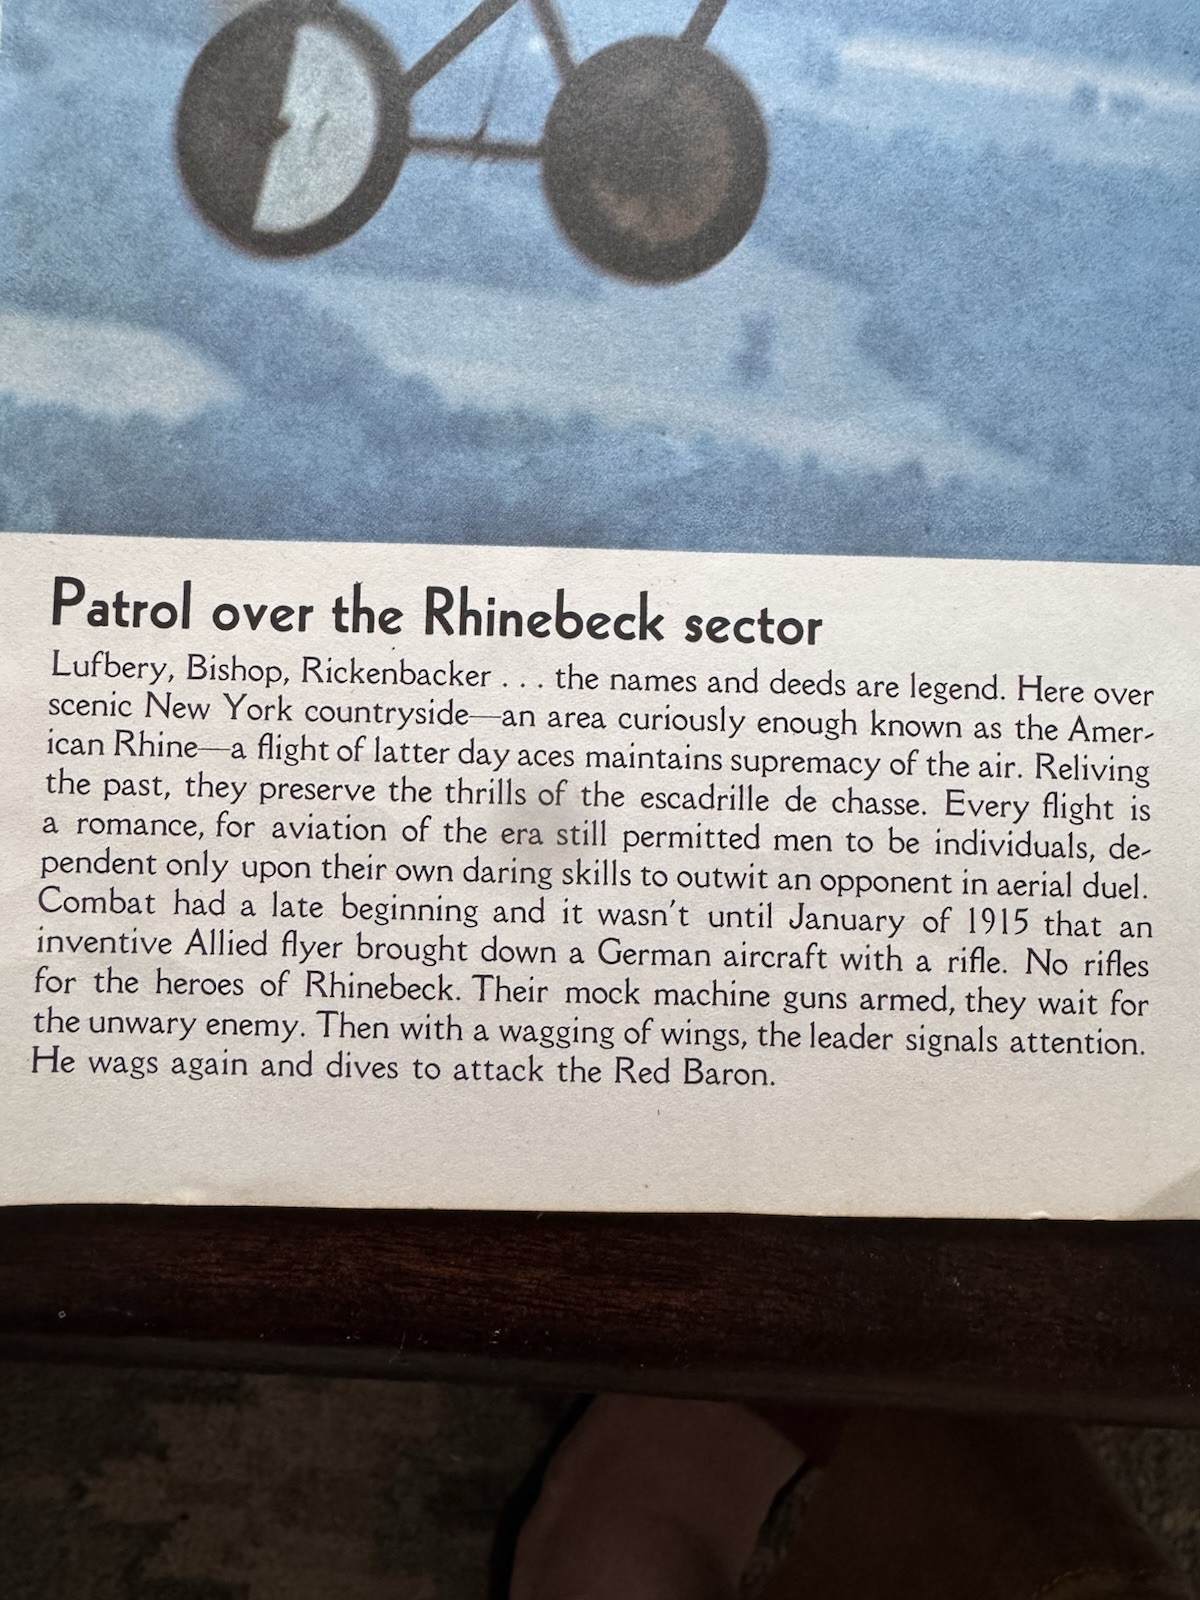 Patrol over the Rhinebeck sector
Lufbery, Bishop, Rickenbacker . . . the names and deeds are legend. Here over
scenic New York countryside—an area curiously enough known as the Amer-
ican Rhine—a flight of latter day aces maintains supremacy of the air. Reliving
the past, they preserve the thrills of the escadrille de chasse. Every flight is
a romance, for aviation of the era still permitted men to be individuals, de-
pendent only upon their own daring skills to outwit an opponent in aerial duel.
Combat had a late beginning and it wasn't until January of 1915 that an
inventive Allied flyer brought down a German aircraft with a rifle. No rifles
for the heroes of Rhinebeck. Their mock machine guns armed, they wait for
the unwary enemy. Then with a wagging of wings, the leader signals attention.
He wags again and dives to attack the Red Baron.